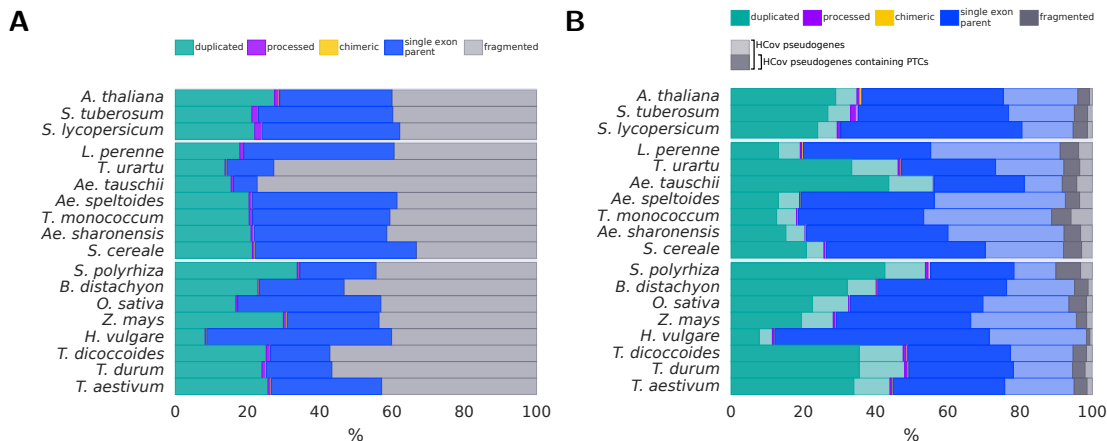 A
duplicated processed chimeric single exon parent fragmented
A. thaliana
S. tuberosum
S. lycopersicum
L. perenne
T. urartu
Ae. tauschii
Ae. speltoides
T. monococcum
Ae. sharonensis
S. cereale
S. polyrhiza
B. distachyon
O. sativa
Z. mays
H. vulgare
T. dicoccoides
T. durum
T. aestivum
0 20 40 60 80 100
%
B
duplicated processed chimeric single exon parent fragmented
HCov pseudogenes
HCov pseudogenes containing PTCs
A. thaliana
S. tuberosum
S. lycopersicum
L. perenne
T. urartu
Ae. tauschii
Ae. speltoides
T. monococcum
Ae. sharonensis
S. cereale
S. polyrhiza
B. distachyon
O. sativa
Z. mays
H. vulgare
T. dicoccoides
T. durum
T. aestivum
0 20 40 60 80 100
%